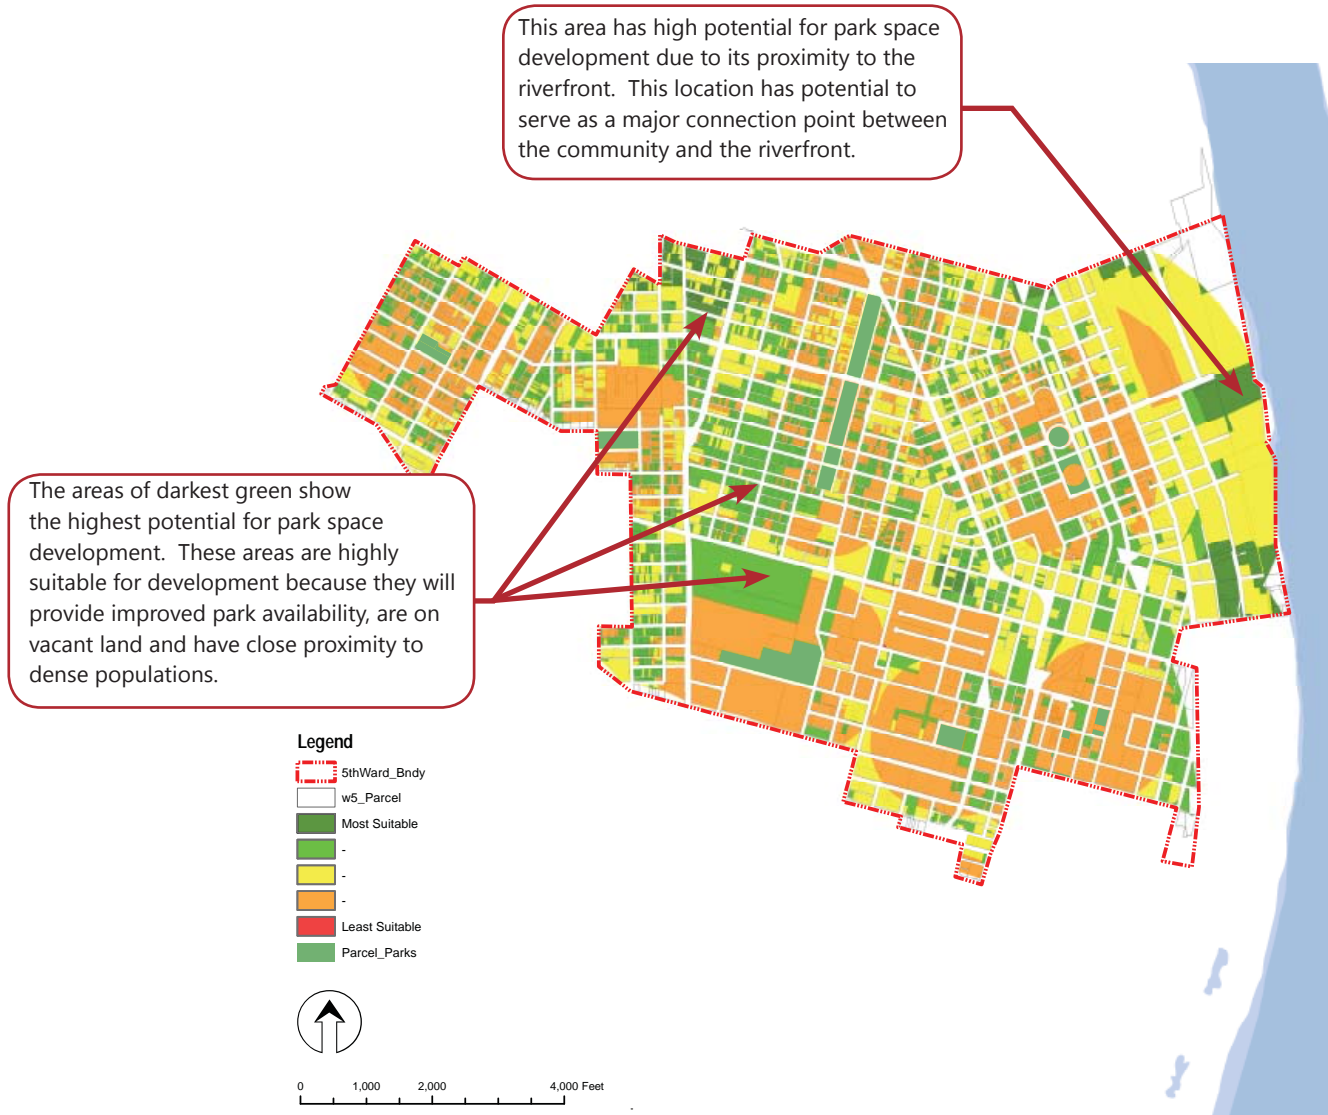 This area has high potential for park space
development due to its proximity to the
riverfront.  This location has potential to
serve as a major connection point between
the community and the riverfront.
The areas of darkest green show
the highest potential for park space
development.  These areas are highly
suitable for development because they will
provide improved park availability, are on
vacant land and have close proximity to
dense populations.
Legend
5thWard_Bndy
w5_Parcel
Most Suitable
-
-
-
Least Suitable
Parcel_Parks
0 1,000 2,000 4,000 Feet